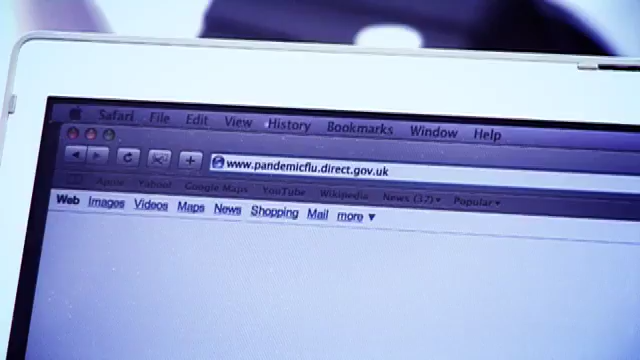 Safari File Edit View History Bookmarks Window Help
www.pandemicflu.direct.gov.uk
Apple Yahoo! Google Maps YouTube Wikipedia News (37) Popular
Web Images Videos Maps News Shopping Mail more